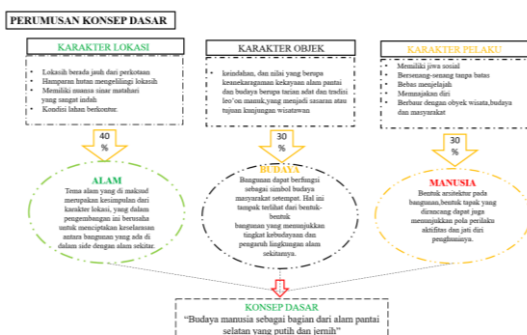 PERUMUSAN KONSEP DASAR
KARAKTER LOKASI
• Lokasih berada jauh dari perkotaan
• Hamparan hutan mengelilingi lokasih
• Memiliki nuansa sinar matahari
yang sangat indah
• Kondisi lahan berkontur.
KARAKTER OBJEK
• keindahan, dan nilai yang berupa
keanekaragaman kekayaan alam pantai
dan budaya berupa tarian adat dan tradisi
leo'on manuk,yang menjadi sasaran atau
tujuan kunjungan wisatawan
KARAKTER PELAKU
• Memiliki jiwa sosial
• Bersenang-senang tanpa batas
• Bebas menjelajah
• Memanjakan diri
• Berbaur dengan obyek wisata,budaya
dan masyarakat
40
%
30
%
30
%
ALAM
Tema alam yang di maksud
merupakan kesimpulan dari
karakter lokasi, yang dalam
pengembangan ini berusaha
untuk menciptakan keselarasan
antara bangunan yang ada di
dalam side dengan alam sekitar.
BUDAYA
Bangunan dapat berfungsi
sebagai simbol budaya
masyarakat setempat. Hal ini
tampak terlihat dari bentuk-
bentuk
bangunan yang menunjukkan
tingkat kebudayaan dan
pengaruh lingkungan alam
sekitarnya.
MANUSIA
Bentuk arsitektur pada
bangunan,bentuk tapak yang
dirancang dapat juga
menunjukkan pola perilaku
aktifitas dan jati diri
penghuninya.
KONSEP DASAR
"Budaya manusia sebagai bagian dari alam pantai
selatan yang putih dan jernih"